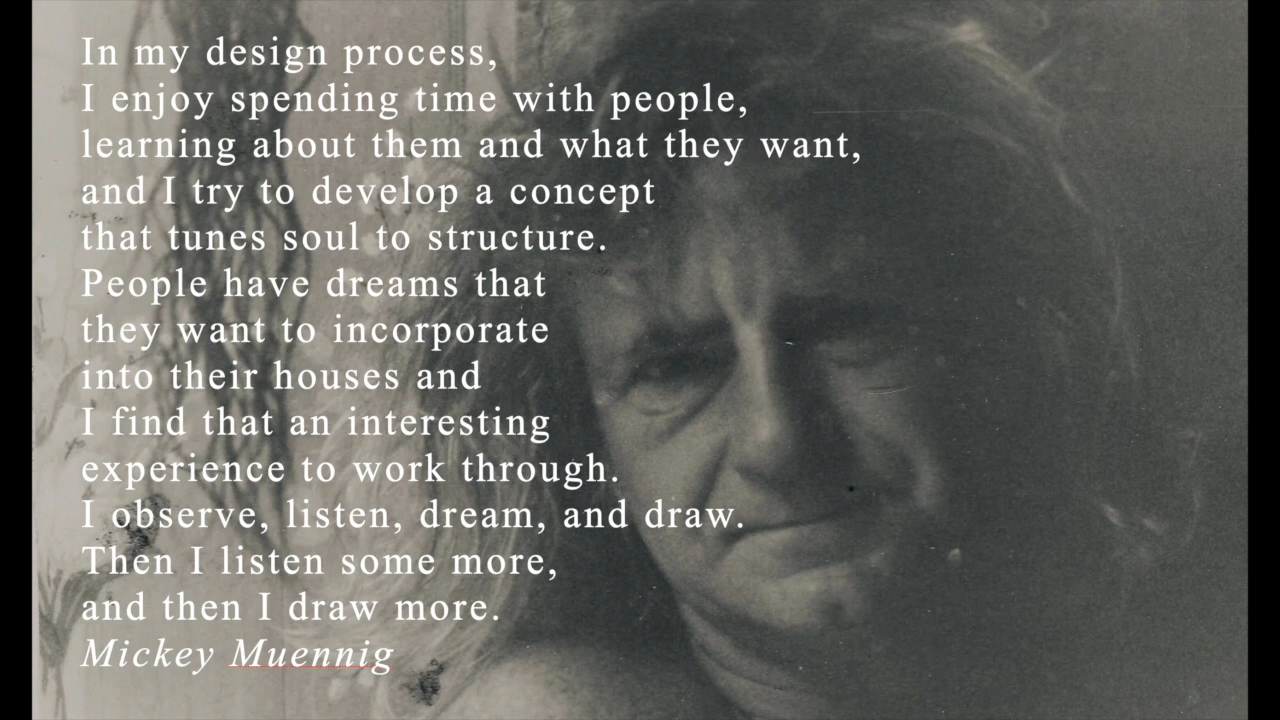 In my design process,
I enjoy spending time with people,
learning about them and what they want,
and I try to develop a concept
that tunes soul to structure.
People have dreams that
they want to incorporate
into their houses and
I find that an interesting
experience to work through.
I observe, listen, dream, and draw.
Then I listen some more,
and then I draw more.
Mickey Muennig